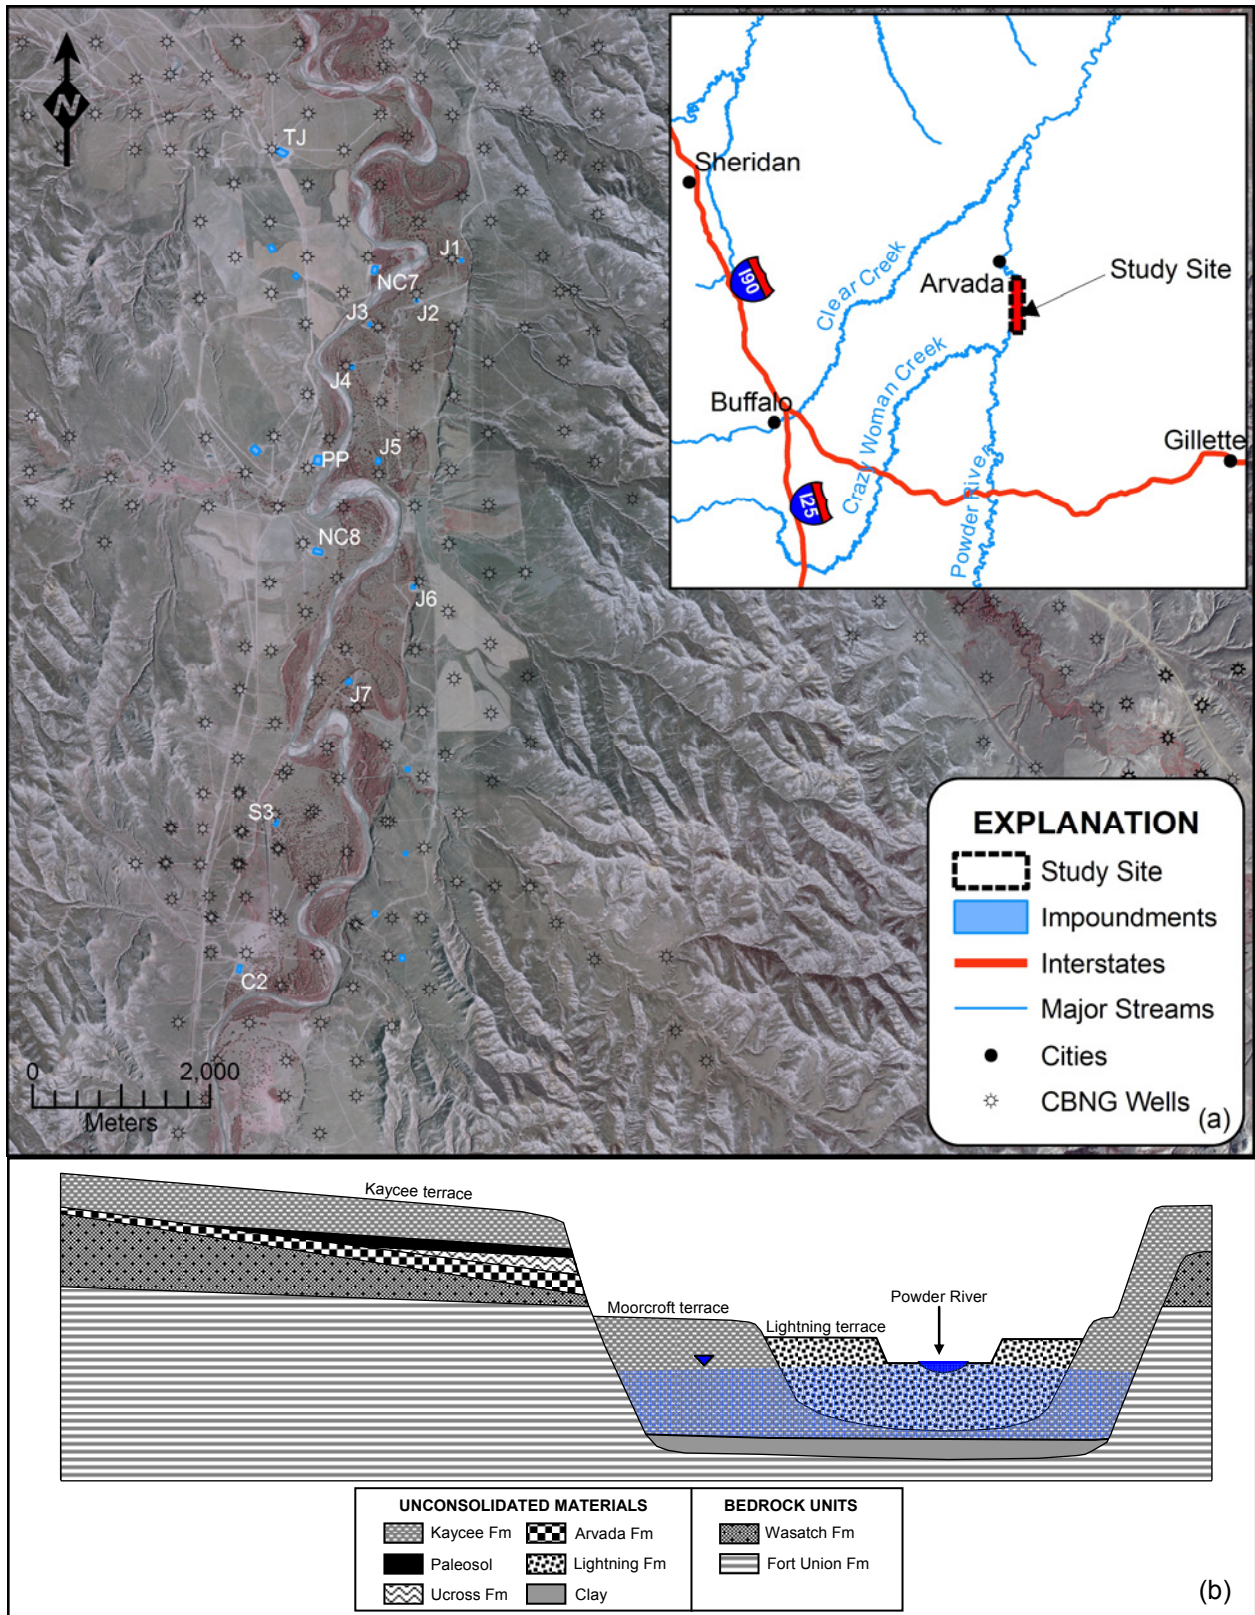 N
TJ
J1
NC7
J2
J3
J4
J5
PP
NC8
J6
J7
S3
C2
0 2,000
Meters
Sheridan
190
Clear Creek
Arvada
Study Site
Crazy Woman Creek
Buffalo
Gillette
Powder River
125
EXPLANATION
Study Site
Impoundments
Interstates
Major Streams
Cities
CBNG Wells
(a)
Kaycee terrace
Moorcroft terrace
Lightning terrace
Powder River
UNCONSOLIDATED MATERIALS
Kaycee Fm
Arvada Fm
Paleosol
Lightning Fm
Ucross Fm
Clay
BEDROCK UNITS
Wasatch Fm
Fort Union Fm
(b)